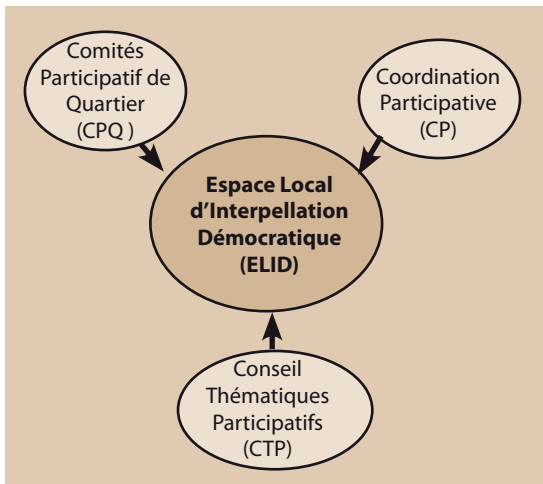 Comités
Participatif de
Quartier
(CPQ )
Coordination
Participative
(CP)
Espace Local
d'Interpellation
Démocratique
(ELID)
Conseil
Thématiques
Participatifs
(CTP)